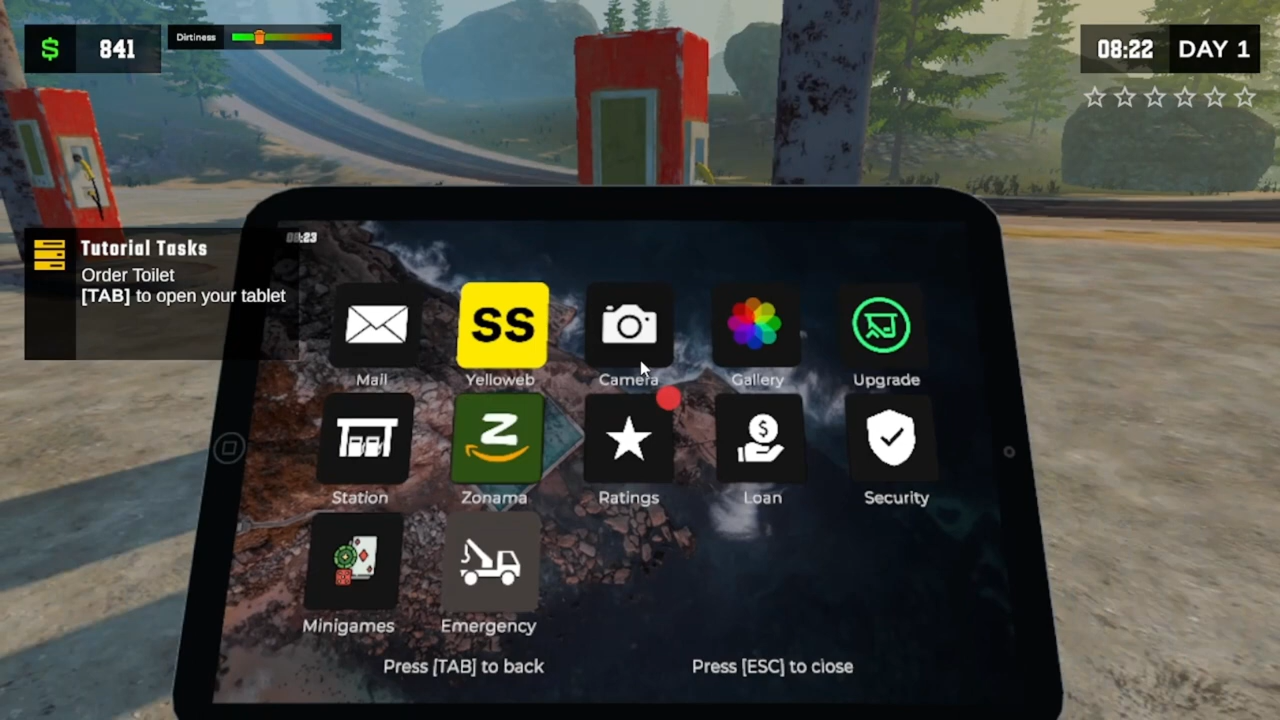 $ 841
Dirtiness
08:22 DAY 1
Tutorial Tasks
Order Toilet
[TAB] to open your tablet
08:23
Mail
SS
Yelloweb
Camera
Gallery
Upgrade
Station
Z
Zonama
Ratings
$
Loan
Security
Minigames
Emergency
Press [TAB] to back
Press [ESC] to close